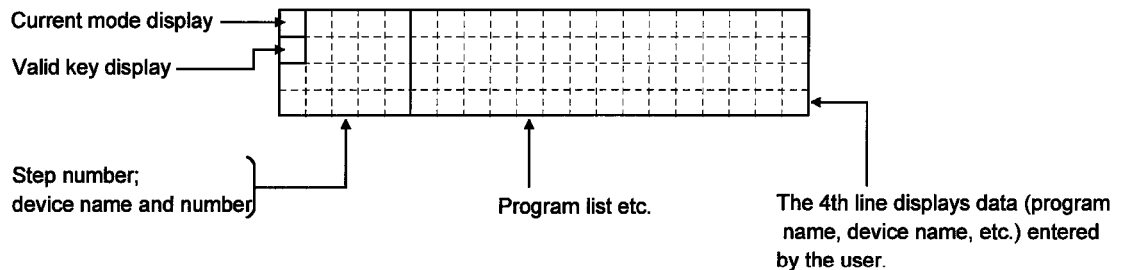 Current mode display
Valid key display
Step number;
device name and number
Program list etc.
The 4th line displays data (program
name, device name, etc.) entered
by the user.